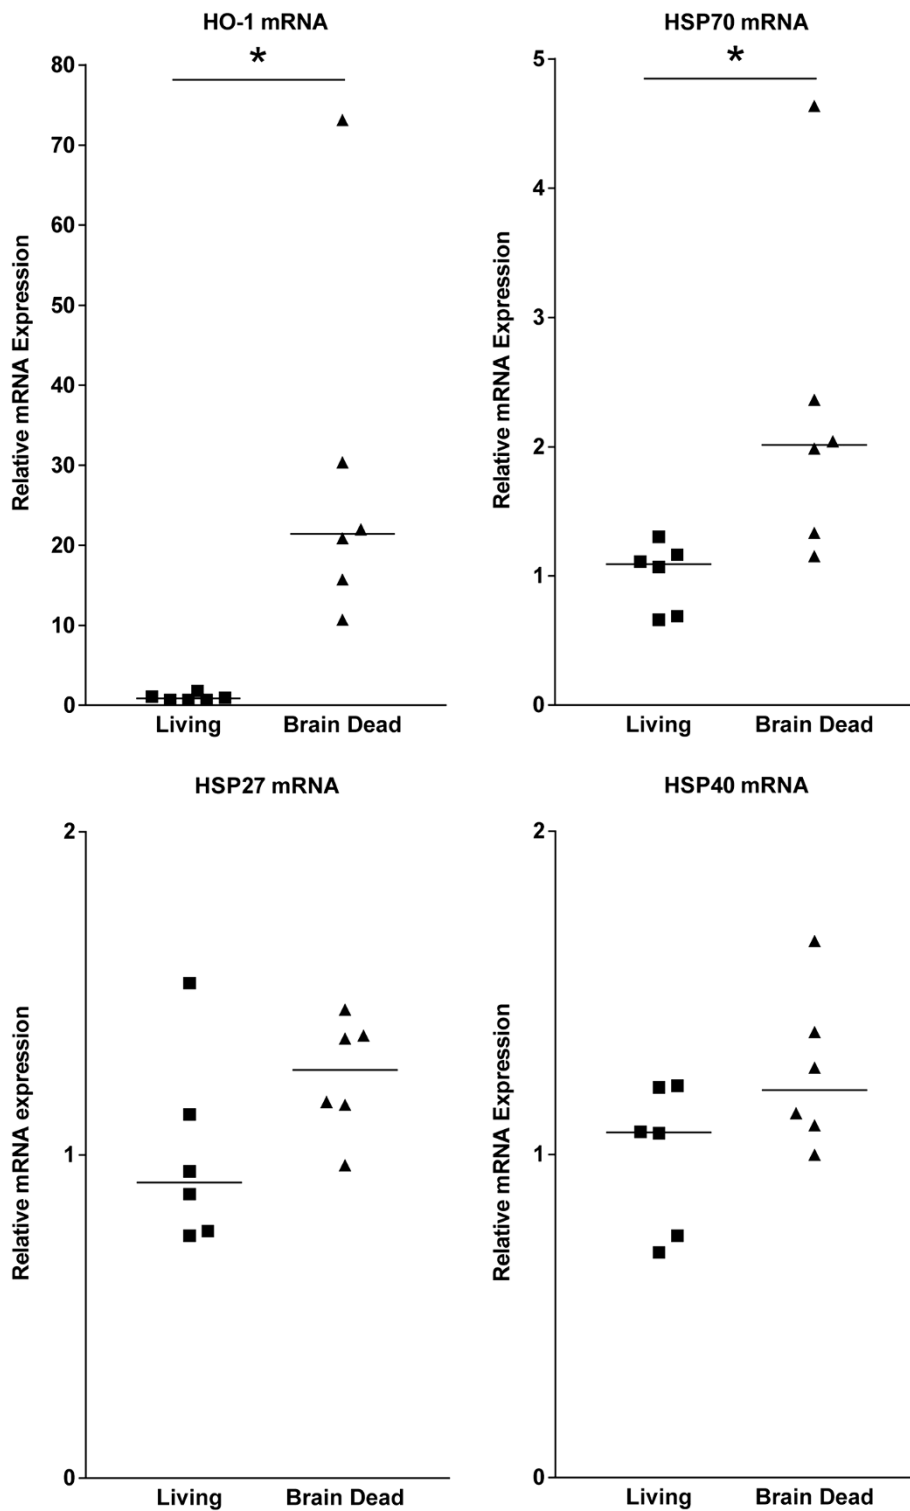 HO-1 mRNA
*
Relative mRNA Expression
80
70
60
50
40
30
20
10
0
Living Brain Dead
HSP70 mRNA
*
Relative mRNA Expression
5
4
3
2
1
0
Living Brain Dead
HSP27 mRNA
Relative mRNA expression
2
1
0
Living Brain Dead
HSP40 mRNA
Relative mRNA Expression
2
1
0
Living Brain Dead